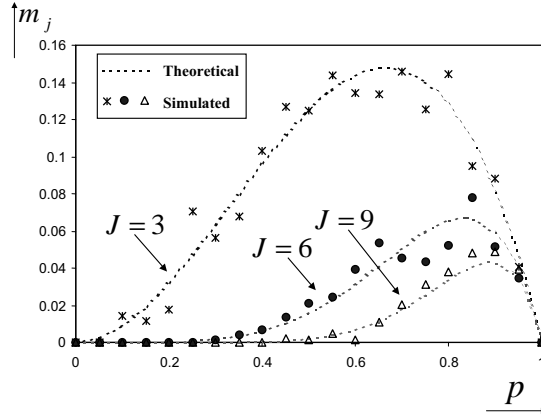 m_j
0.16
0.14
0.12
0.1
0.08
0.06
0.04
0.02
0
Theoretical
Simulated
J = 3
J = 6
J = 9
0 0.2 0.4 0.6 0.8 1
p